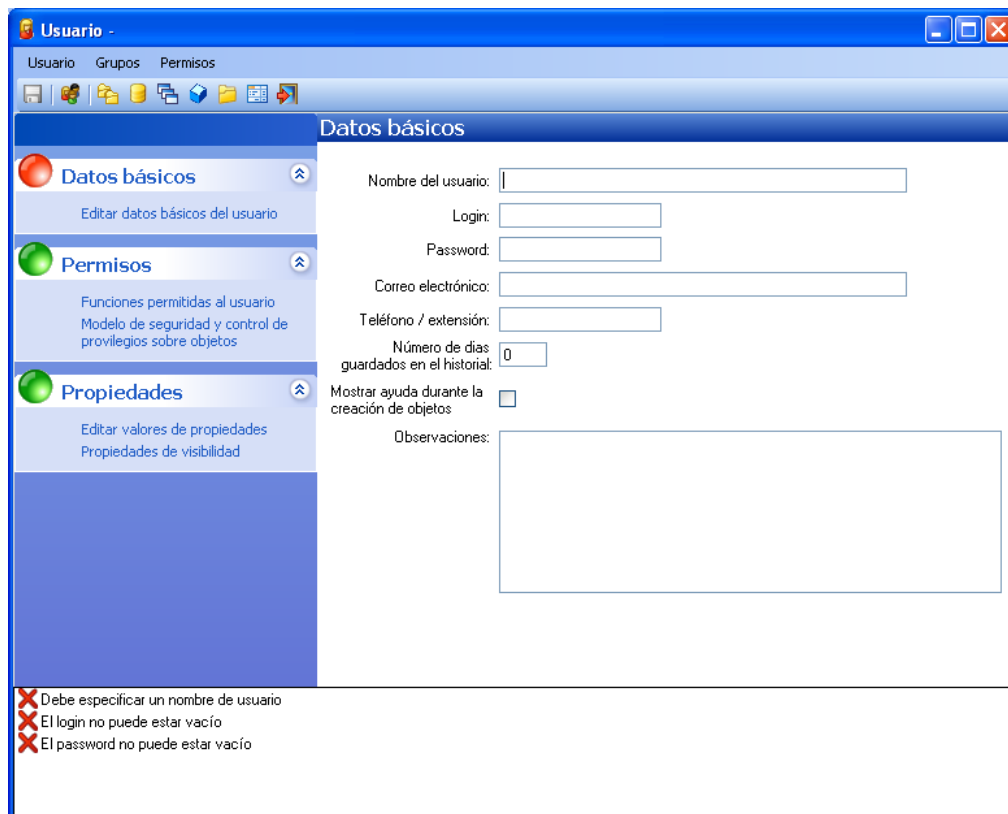 Usuario -
Usuario Grupos Permisos
Datos básicos
Datos básicos
Editar datos básicos del usuario
Permisos
Funciones permitidas al usuario
Modelo de seguridad y control de
provilegios sobre objetos
Propiedades
Editar valores de propiedades
Propiedades de visibilidad
Nombre del usuario:
Login:
Password:
Correo electrónico:
Teléfono / extensión:
Número de dias
guardados en el historial:
0
Mostrar ayuda durante la
creación de objetos
Observaciones:
Debe especificar un nombre de usuario
El login no puede estar vacío
El password no puede estar vacío